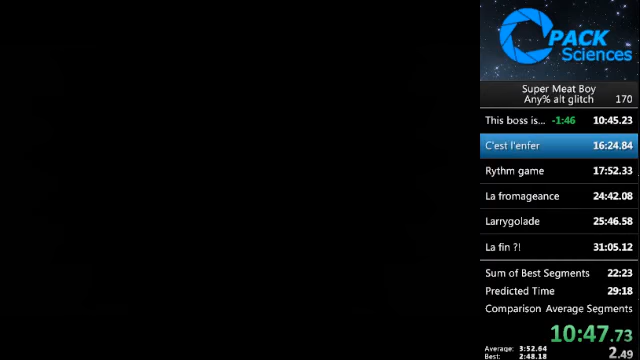 PACK
Sciences
Super Meat Boy
Any% alt glitch 170
This boss is... -1:46 10:45.23
C'est l'enfer 16:24.84
Rythm game 17:52.33
La fromageance 24:42.08
Larrygolade 25:46.58
La fin ?! 31:05.12
Sum of Best Segments 22:23
Predicted Time 29:18
Comparison Average Segments
10:47.73
Average: 3:52.64
Best: 2:48.18
2.49